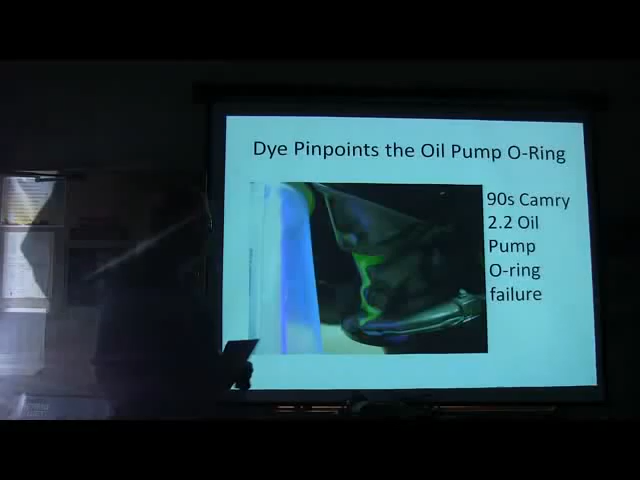 Dye Pinpoints the Oil Pump O-Ring
90s Camry
2.2 Oil
Pump
O-ring
failure